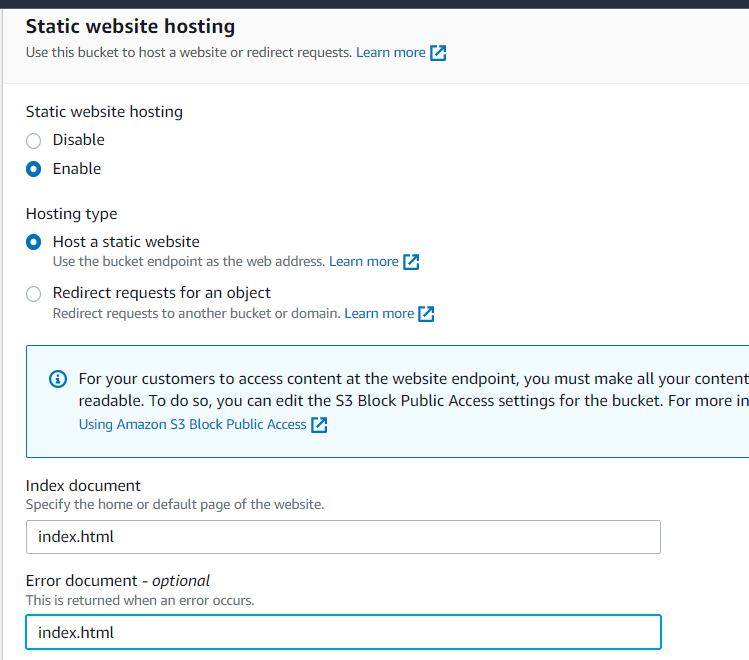 Static website hosting
Use this bucket to host a website or redirect requests. Learn more
Static website hosting
Disable
Enable
Hosting type
Host a static website
Use the bucket endpoint as the web address. Learn more
Redirect requests for an object
Redirect requests to another bucket or domain. Learn more
For your customers to access content at the website endpoint, you must make all your content
readable. To do so, you can edit the S3 Block Public Access settings for the bucket. For more in
Using Amazon S3 Block Public Access
Index document
Specify the home or default page of the website.
index.html
Error document - optional
This is returned when an error occurs.
index.html